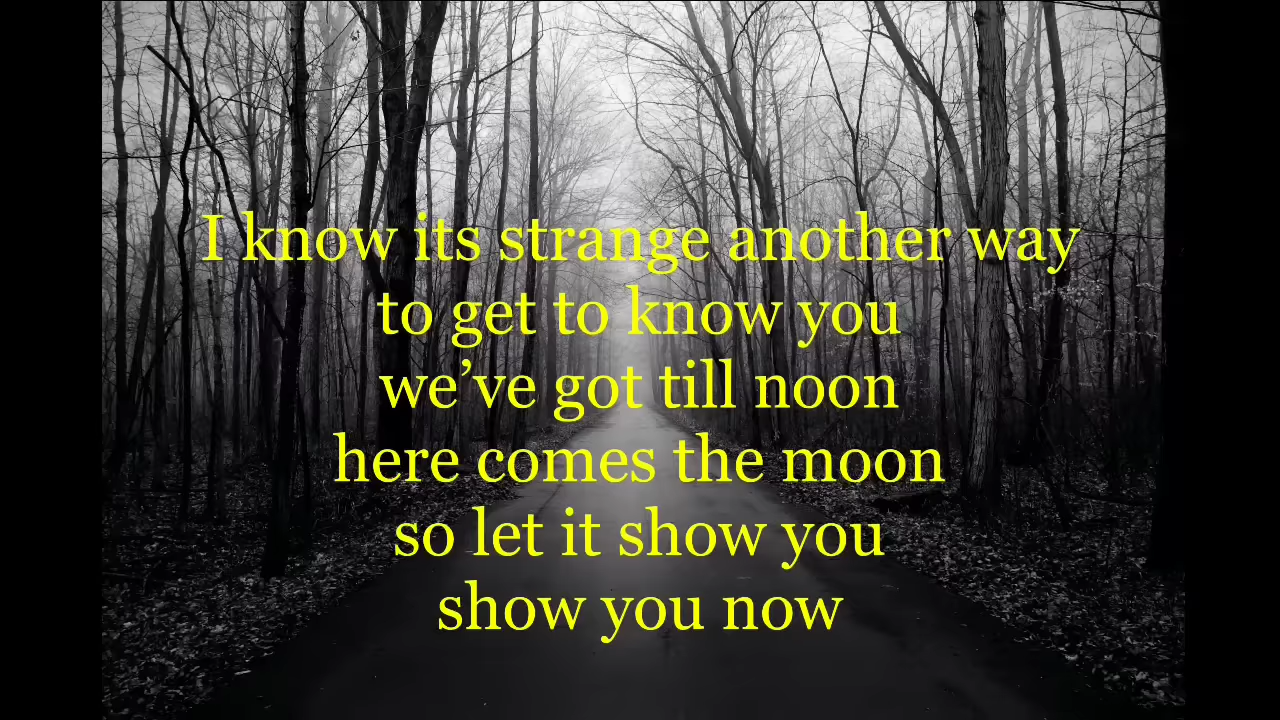 I know its strange another way
to get to know you
we’ve got till noon
here comes the moon
so let it show you
show you now